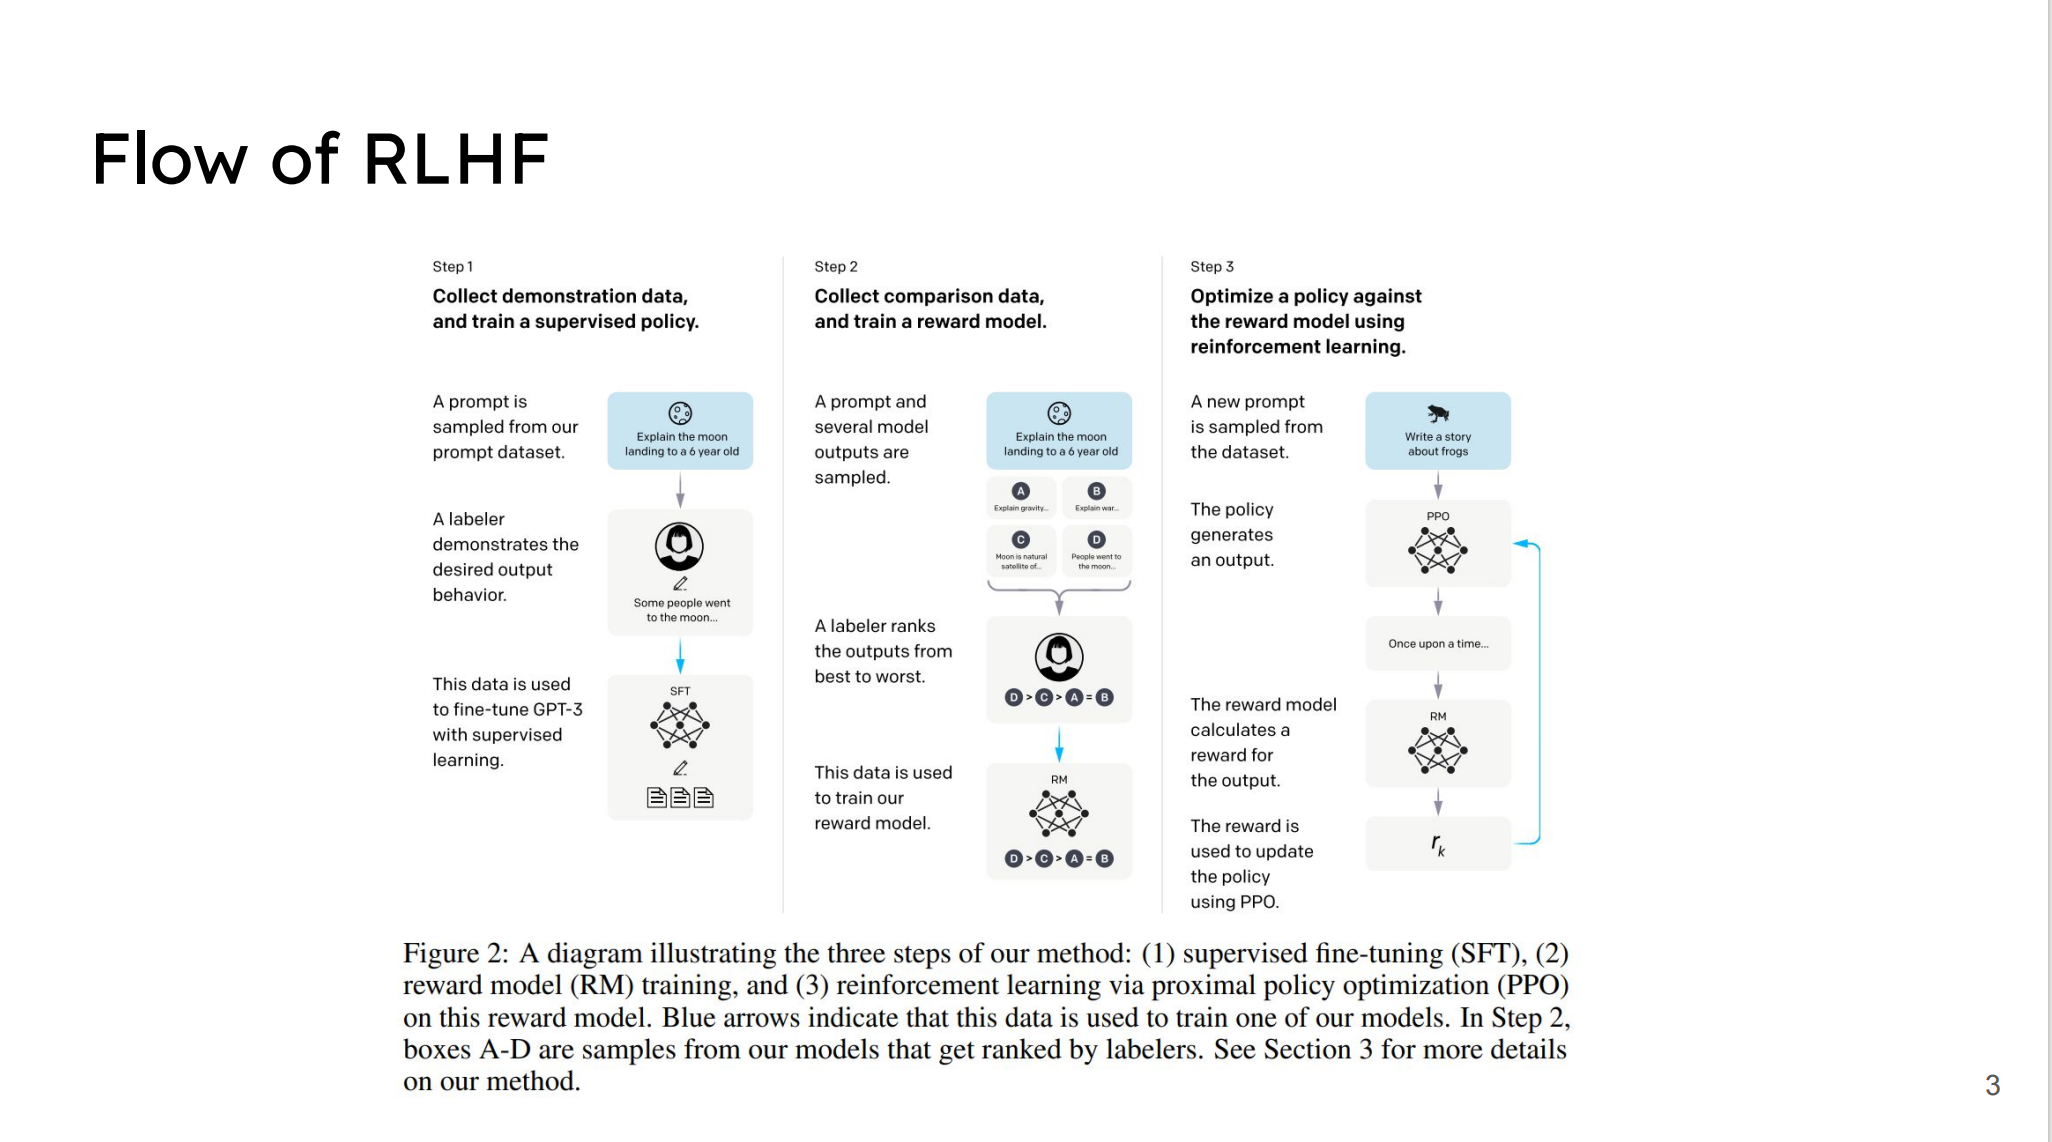 Flow of RLHF
Step 1
Collect demonstration data,
and train a supervised policy.
A prompt is
sampled from our
prompt dataset.
Explain the moon
landing to a 6 year old
A labeler
demonstrates the
desired output
behavior.
Some people went
to the moon...
This data is used
to fine-tune GPT-3
with supervised
learning.
SFT
Step 2
Collect comparison data,
and train a reward model.
A prompt and
several model
outputs are
sampled.
Explain the moon
landing to a 6 year old
A
Explain gravity...
B
Explain war...
C
Moon is natural
satellite of...
D
People went to
the moon...
A labeler ranks
the outputs from
best to worst.
D > C > A = B
This data is used
to train our
reward model.
RM
D > C > A = B
Step 3
Optimize a policy against
the reward model using
reinforcement learning.
A new prompt
is sampled from
the dataset.
Write a story
about frogs
The policy
generates
an output.
PPO
Once upon a time...
The reward model
calculates a
reward for
the output.
RM
The reward is
used to update
the policy
using PPO.
rk
Figure 2: A diagram illustrating the three steps of our method: (1) supervised fine-tuning (SFT), (2)
reward model (RM) training, and (3) reinforcement learning via proximal policy optimization (PPO)
on this reward model. Blue arrows indicate that this data is used to train one of our models. In Step 2,
boxes A-D are samples from our models that get ranked by labelers. See Section 3 for more details
on our method.
3